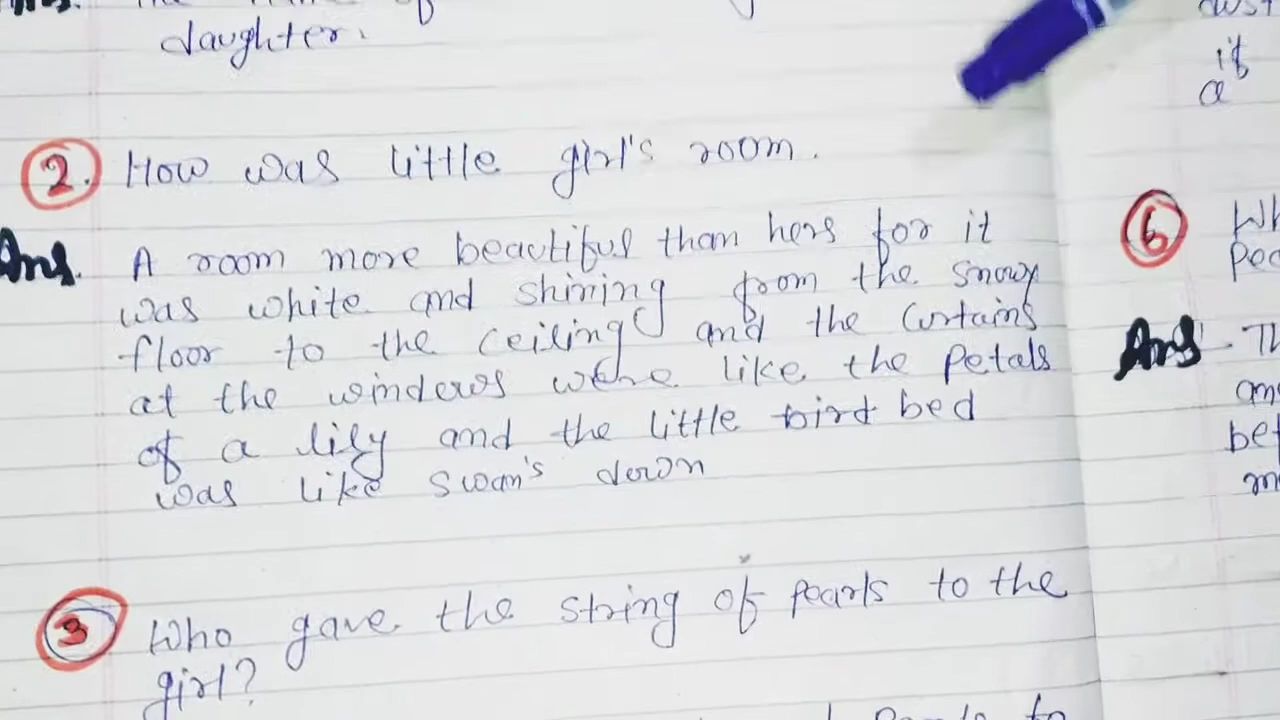 daughter.
2. How was little girl's room.
Ans. A room more beautiful than hers for it
was white and shining from the snowy
floor to the ceiling and the curtains
at the windows were like the petals
of a lily and the little bird bed
was like swan's down
3 Who gave the string of pearls to the
girl?
6
Ans